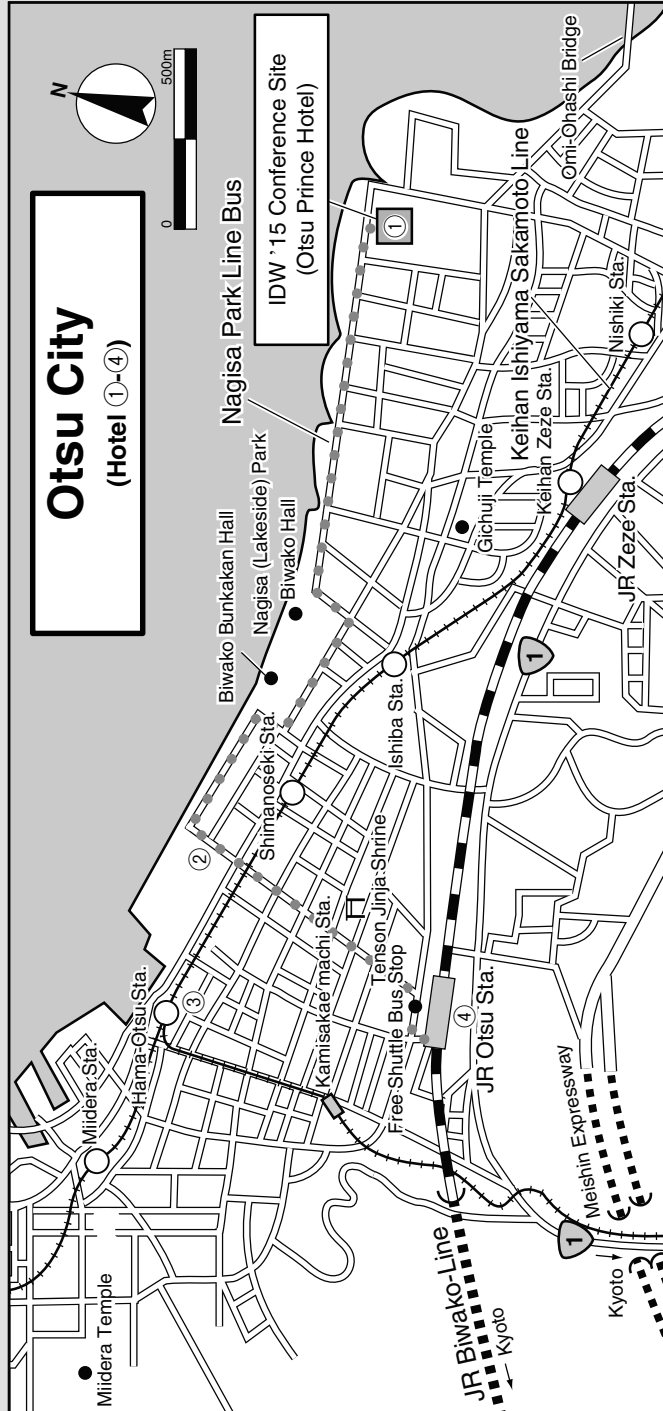 Otsu City
(Hotel ①-④)
N
0
500m
IDW ’15 Conference Site
(Otsu Prince Hotel)
①
Nagisa Park Line Bus
Biwako Bunkakan Hall
Nagisa (Lakeside) Park
Biwako Hall
Omi-Ohashi Bridge
Keihan Ishiyama Sakamoto Line
Nishiki Sta.
Keihan Zeze Sta.
Gichuji Temple
JR Zeze Sta.
1
Ishiba Sta.
Shimanoseki Sta.
②
Tenson Jinja Shrine
Free Shuttle Bus Stop
Kamisakae machi Sta.
③
Hama-Otsu Sta.
Miidera Sta.
Miidera Temple
④
JR Otsu Sta.
Meishin Expressway
1
Kyoto
JR Biwako-Line
Kyoto